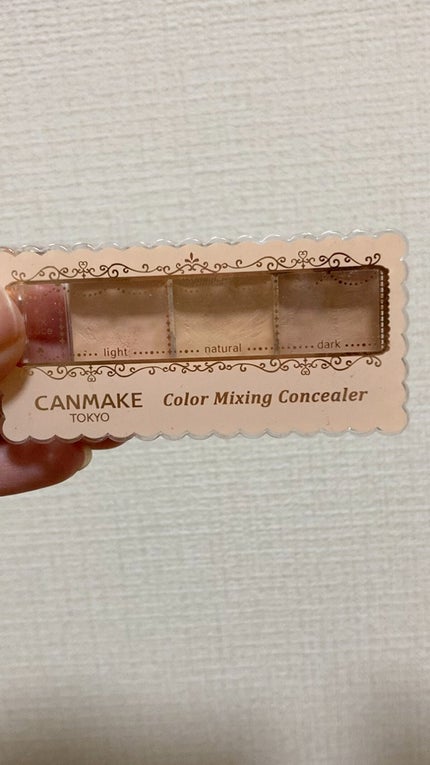 light natural dark
CANMAKE Color Mixing Concealer
TOKYO